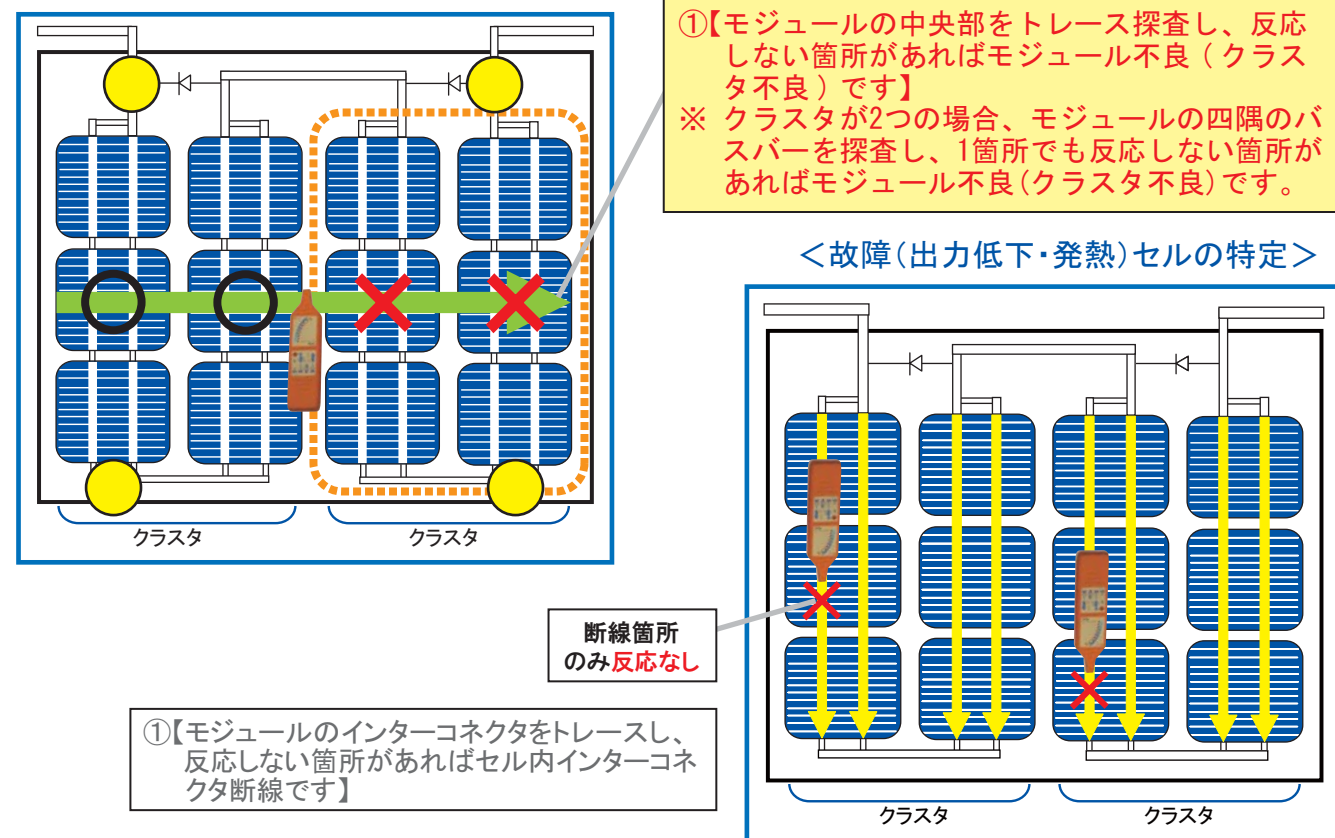 ①【モジュールの中央部をトレース探査し、反応
しない箇所があればモジュール不良(クラス
タ不良)です】
※ クラスタが2つの場合、モジュールの四隅のバ
スバーを探査し、1箇所でも反応しない箇所が
あればモジュール不良(クラスタ不良)です。
クラスタ
クラスタ
＜故障(出力低下・発熱)セルの特定＞
断線箇所
のみ反応なし
①【モジュールのインターコネクタをトレースし、
反応しない箇所があればセル内インターコネ
クタ断線です】
クラスタ
クラスタ